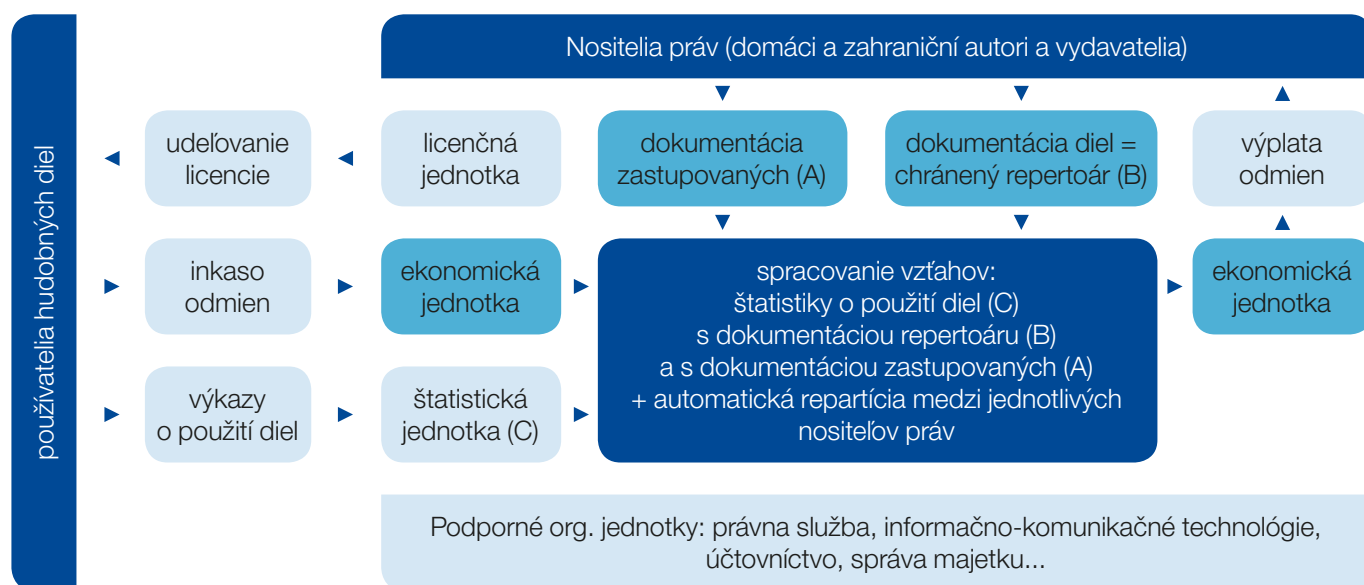 používatelia hudobných diel
Nositelia práv (domáci a zahraniční autori a vydavatelia)
udeľovanie
licencie
licenčná
jednotka
dokumentácia
zastupovaných (A)
dokumentácia diel =
chránený repertoár (B)
výplata
odmien
inkaso
odmien
ekonomická
jednotka
spracovanie vzťahov:
štatistiky o použití diel (C)
s dokumentáciou repertoáru (B)
a s dokumentáciou zastupovaných (A)
+ automatická repartícia medzi jednotlivých
nositeľov práv
ekonomická
jednotka
výkazy
o použití diel
štatistická
jednotka (C)
Podporné org. jednotky: právna služba, informačno-komunikačné technológie,
účtovníctvo, správa majetku...